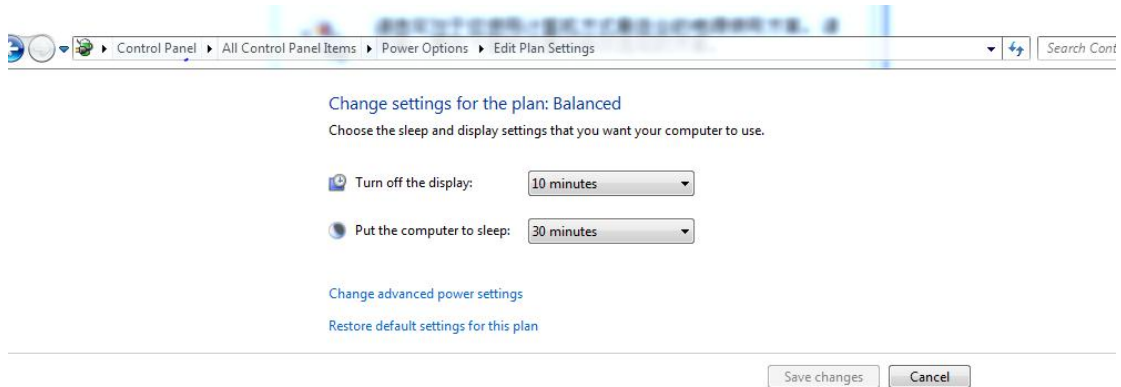 Control Panel ▸ All Control Panel Items ▸ Power Options ▸ Edit Plan Settings
Search Cont
Change settings for the plan: Balanced
Choose the sleep and display settings that you want your computer to use.
Turn off the display: 10 minutes
Put the computer to sleep: 30 minutes
Change advanced power settings
Restore default settings for this plan
Save changes Cancel